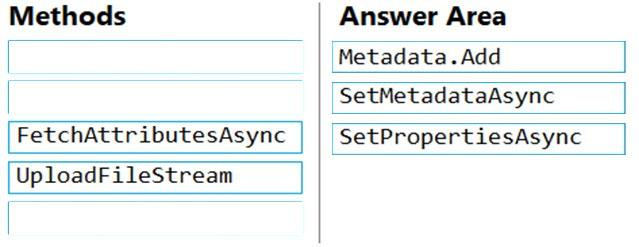 Methods
FetchAttributesAsync
UploadFileStream
Answer Area
Metadata.Add
SetMetadataAsync
SetPropertiesAsync